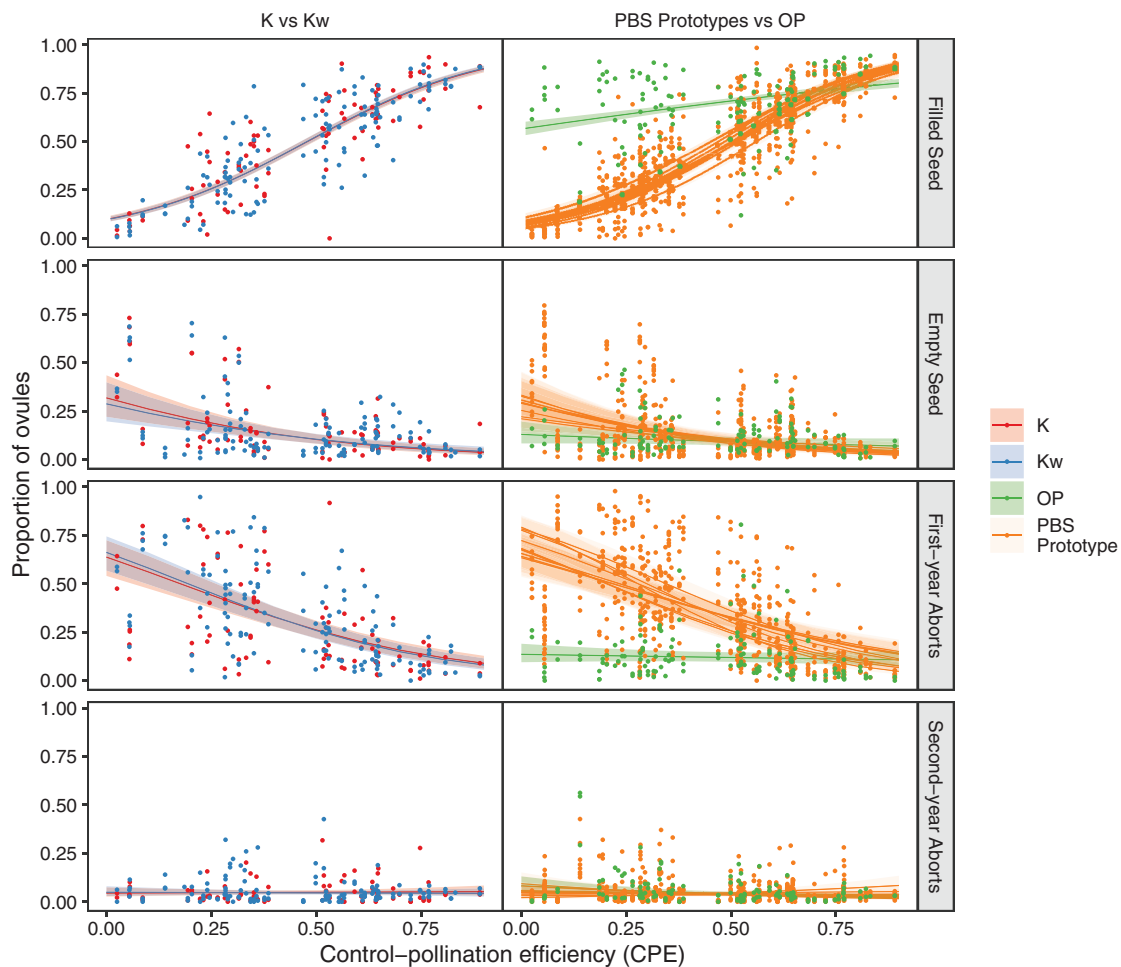 K vs Kw
PBS Prototypes vs OP
Proportion of ovules
1.00
0.75
0.50
0.25
0.00
Filled Seed
1.00
0.75
0.50
0.25
0.00
Empty Seed
1.00
0.75
0.50
0.25
0.00
First−year Aborts
1.00
0.75
0.50
0.25
0.00
Second−year Aborts
0.00 0.25 0.50 0.75
0.00 0.25 0.50 0.75
Control−pollination efficiency (CPE)
K
Kw
OP
PBS
Prototype